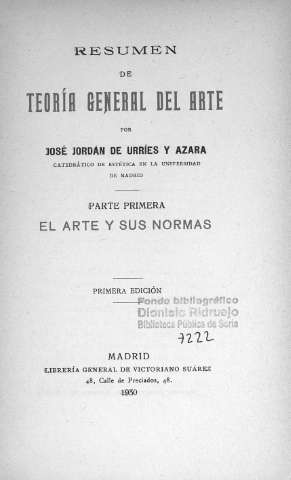 RESUMEN
DE
TEORÍA GENERAL DEL ARTE
POR
JOSÉ JORDÁN DE URRÍES Y AZARA
CATEDRÁTICO DE ESTÉTICA EN LA UNIVERSIDAD
DE MADRID
PARTE PRIMERA
EL ARTE Y SUS NORMAS
PRIMERA EDICIÓN
Fondo bibliográfico
Dionisio Ridruejo
Biblioteca Pública de Soria
7222
MADRID
LIBRERÍA GENERAL DE VICTORIANO SUÁREZ
48, Calle de Preciados, 48.
1930